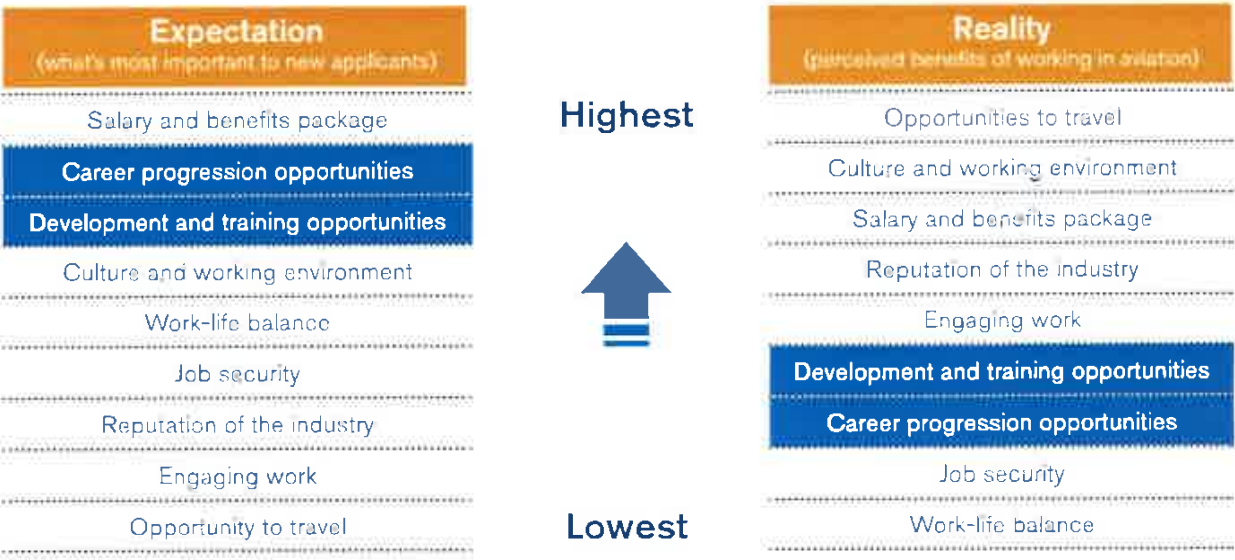 Expectation
(what's most important to new applicants)
Salary and benefits package
Career progression opportunities
Development and training opportunities
Culture and working environment
Work-life balance
Job security
Reputation of the industry
Engaging work
Opportunity to travel
Highest
Lowest
Reality
(perceived benefits of working in aviation)
Opportunities to travel
Culture and working environment
Salary and benefits package
Reputation of the industry
Engaging work
Development and training opportunities
Career progression opportunities
Job security
Work-life balance